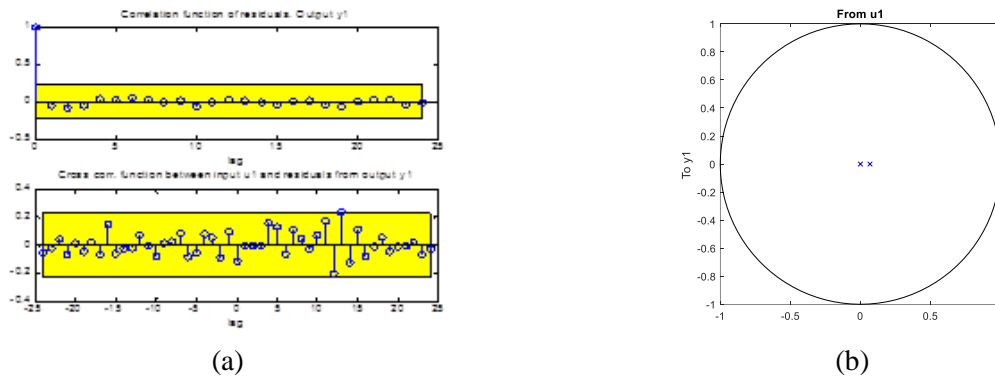 Correlation function of residuals. Output y1
1
0.5
0
-0.5
0 5 10 15 20 25
lag
Cross corr. function between input u1 and residuals from output y1
0.4
0.2
0
-0.2
-0.4
-25 -20 -15 -10 -5 0 5 10 15 20 25
lag
(a)
From u1
To y1
1
0.8
0.6
0.4
0.2
0
-0.2
-0.4
-0.6
-0.8
-1
-1 -0.5 0 0.5
(b)